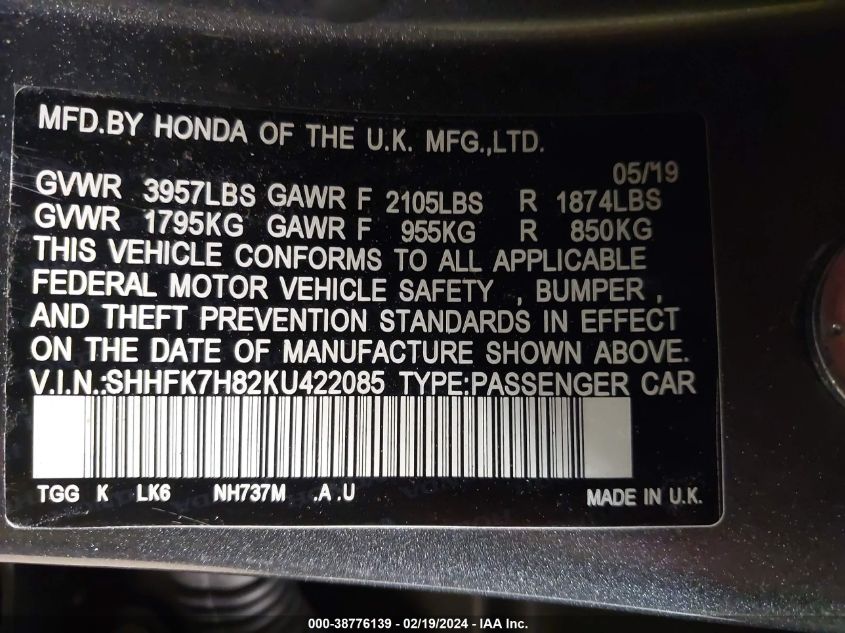 MFD.BY HONDA OF THE U.K. MFG.,LTD.
05/19
GVWR 3957LBS GAWR F 2105LBS R 1874LBS
GVWR 1795KG GAWR F 955KG R 850KG
THIS VEHICLE CONFORMS TO ALL APPLICABLE
FEDERAL MOTOR VEHICLE SAFETY , BUMPER ,
AND THEFT PREVENTION STANDARDS IN EFFECT
ON THE DATE OF MANUFACTURE SHOWN ABOVE.
V.I.N.:SHHFK7H82KU422085 TYPE:PASSENGER CAR
TGG K LK6 NH737M .A .U MADE IN U.K.
000-38776139 - 02/19/2024 - IAA Inc.